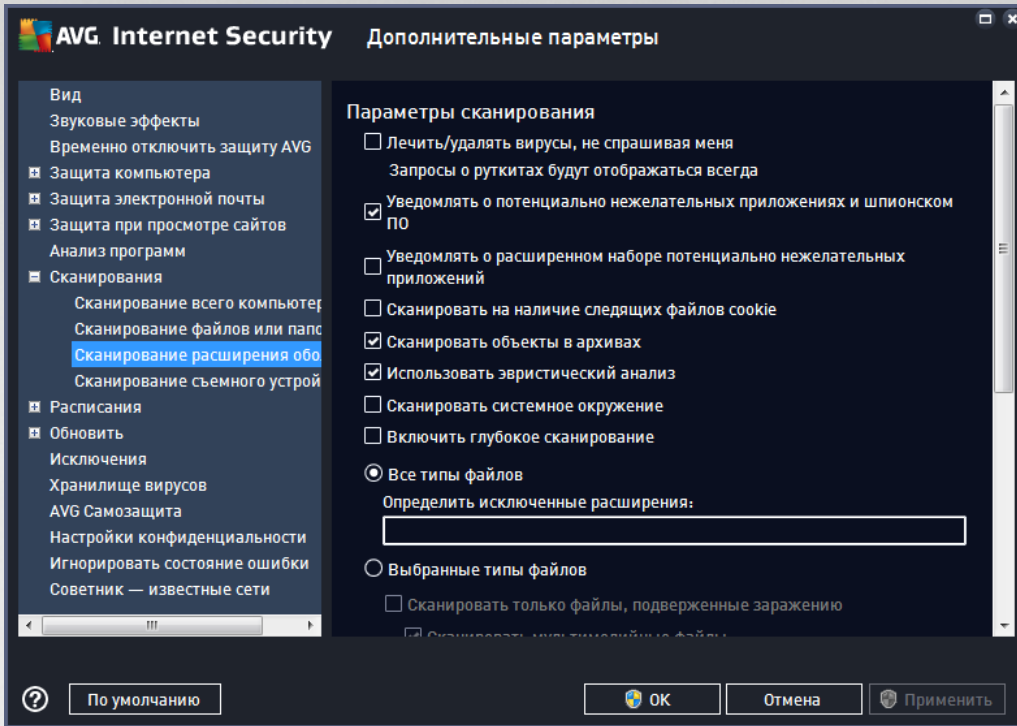 AVG Internet Security Дополнительные параметры
Вид
Звуковые эффекты
Временно отключить защиту AVG
Защита компьютера
Защита электронной почты
Защита при просмотре сайтов
Анализ программ
Сканирования
Сканирование всего компьютер
Сканирование файлов или папо
Сканирование расширения обо
Сканирование съемного устрой
Расписания
Обновить
Исключения
Хранилище вирусов
AVG Самозащита
Настройки конфиденциальности
Игнорировать состояние ошибки
Советник — известные сети
Параметры сканирования
Лечить/удалять вирусы, не спрашивая меня
Запросы о руткитах будут отображаться всегда
Уведомлять о потенциально нежелательных приложениях и шпионском
ПО
Уведомлять о расширенном наборе потенциально нежелательных
приложений
Сканировать на наличие следящих файлов cookie
Сканировать объекты в архивах
Использовать эвристический анализ
Сканировать системное окружение
Включить глубокое сканирование
Все типы файлов
Определить исключенные расширения:
Выбранные типы файлов
Сканировать только файлы, подверженные заражению
Сканировать мультимедийные файлы
? По умолчанию OK Отмена Применить